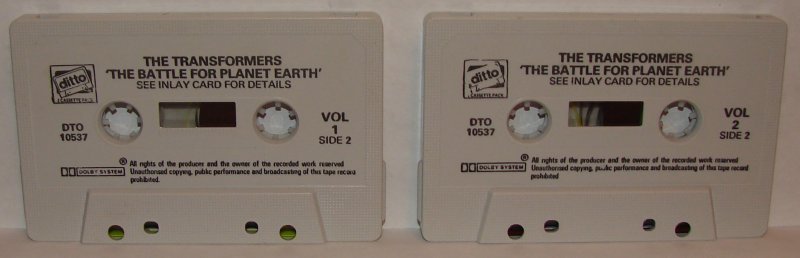 THE TRANSFORMERS
'THE BATTLE FOR PLANET EARTH'
SEE INLAY CARD FOR DETAILS
ditto
CASSETTE PACK
DTO
10537
VOL
1
SIDE 2
DOLBY SYSTEM
® All rights of the producer and the owner of the recorded work reserved
Unauthorised copying, public performance and broadcasting of this tape record
prohibited.
THE TRANSFORMERS
'THE BATTLE FOR PLANET EARTH'
SEE INLAY CARD FOR DETAILS
ditto
CASSETTE PACK
DTO
10537
VOL
2
SIDE 2
DOLBY SYSTEM
® All rights of the producer and the owner of the recorded work reserved
Unauthorised copying, public performance and broadcasting of this tape record
prohibited